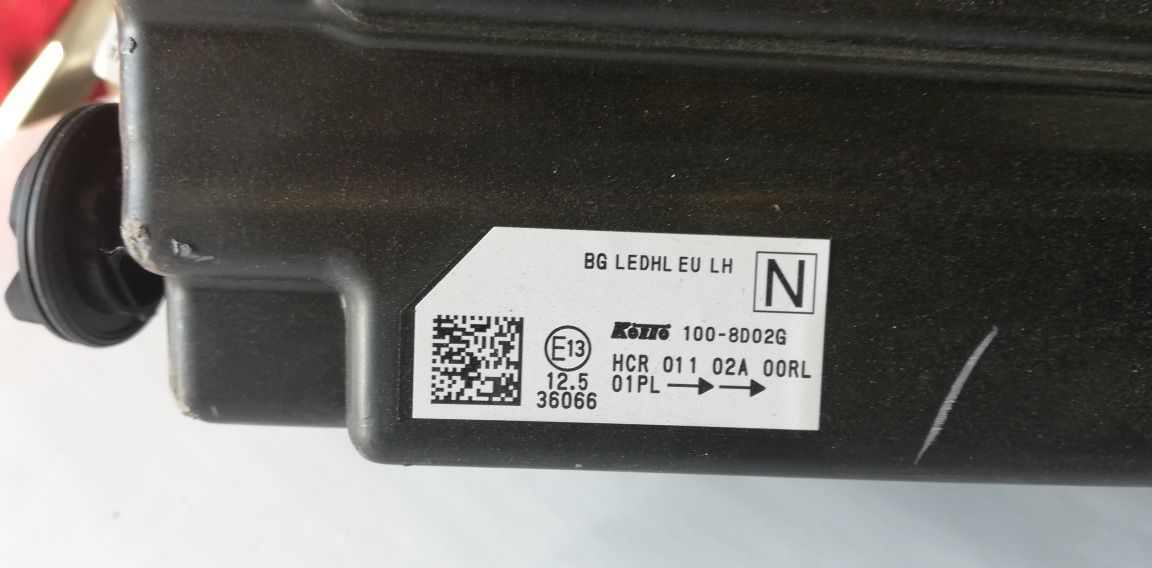 BG LEDHL EU LH
N
Koito 100-8D02G
E13
HCR 011 02A 00RL
12.5
01PL → →
36066